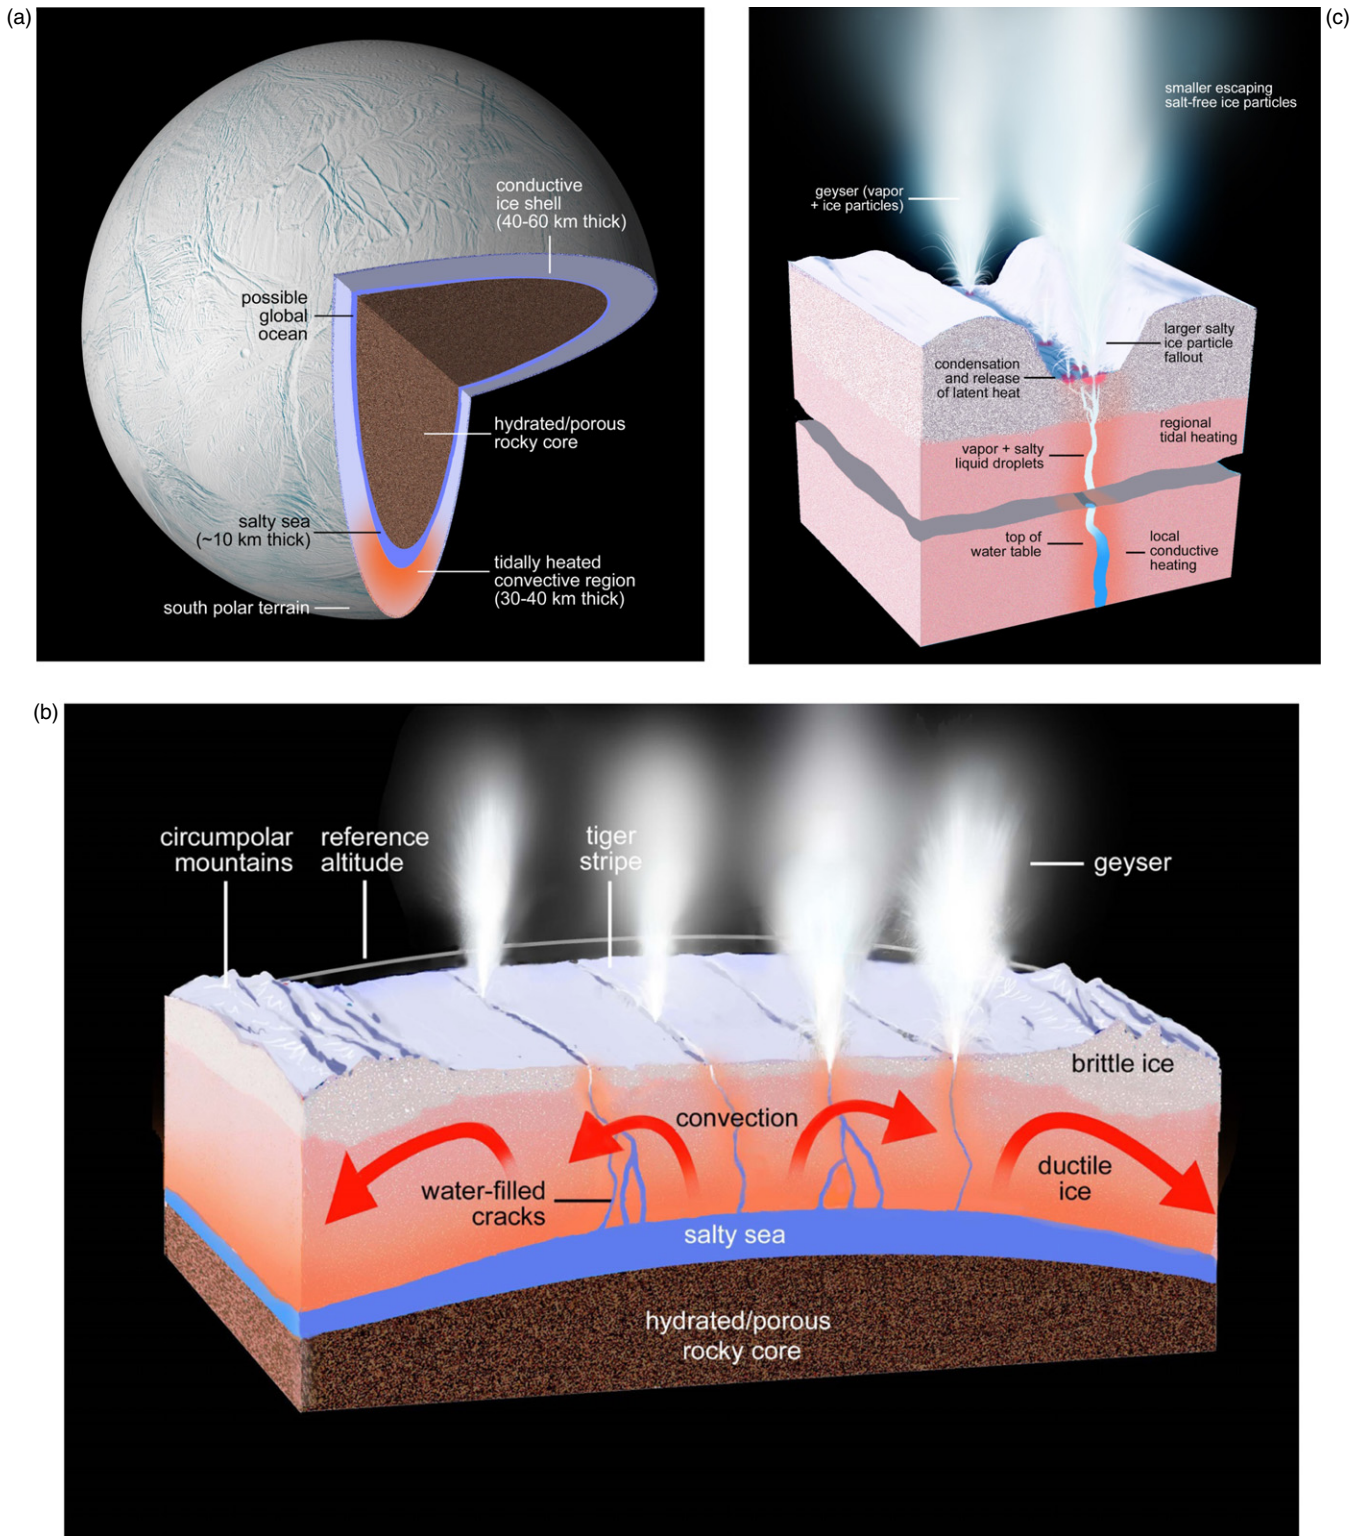 (a)
conductive
ice shell
(40-60 km thick)
possible
global
ocean
hydrated/porous
rocky core
salty sea
(~10 km thick)
tidally heated
convective region
(30-40 km thick)
south polar terrain
(c)
smaller escaping
salt-free ice particles
geyser (vapor
+ ice particles)
larger salty
ice particle
fallout
condensation
and release
of latent heat
regional
tidal heating
vapor + salty
liquid droplets
top of
water table
local
conductive
heating
(b)
circumpolar
mountains
reference
altitude
tiger
stripe
geyser
brittle ice
convection
ductile
ice
water-filled
cracks
salty sea
hydrated/porous
rocky core